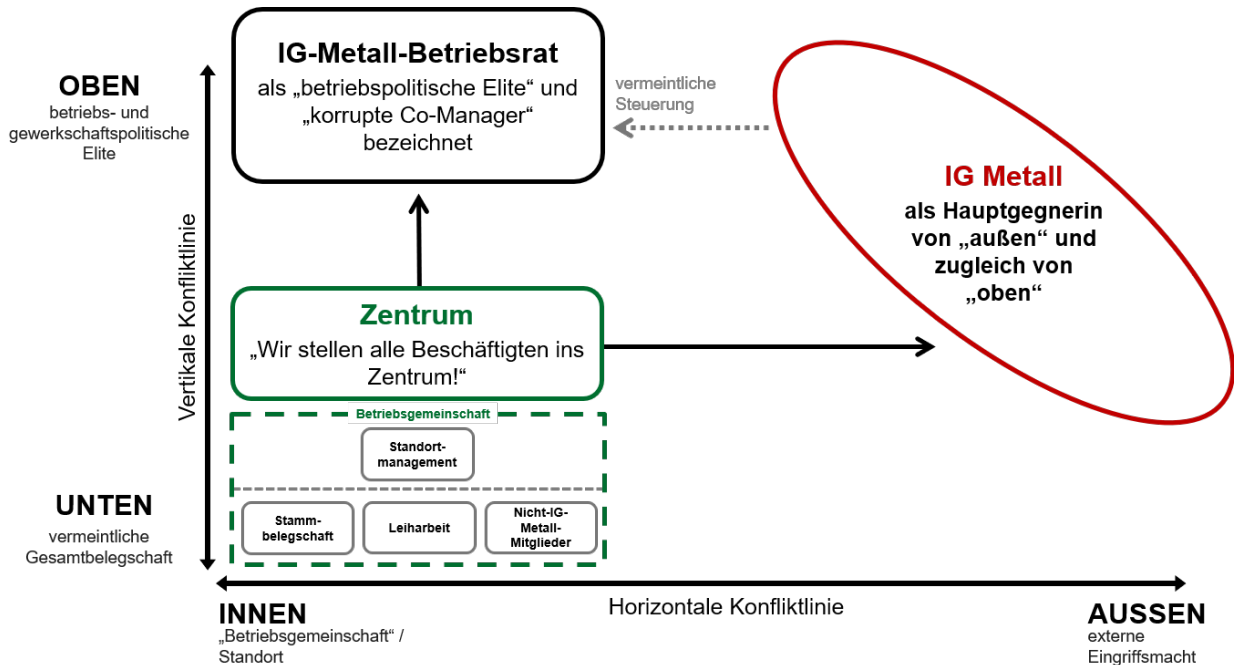 OBEN
betriebs- und
gewerkschaftspolitische
Elite
IG-Metall-Betriebsrat
als „betriebspolitische Elite“ und
„korrupte Co-Manager“
bezeichnet
vermeintliche
Steuerung
IG Metall
als Hauptgegnerin
von „außen“ und
zugleich von
„oben“
Vertikale Konfliktlinie
Zentrum
„Wir stellen alle Beschäftigten ins
Zentrum!“
Betriebsgemeinschaft
Standort-
management
Stamm-
belegschaft
Leiharbeit
Nicht-IG-
Metall-
Mitglieder
UNTEN
vermeintliche
Gesamtbelegschaft
INNEN
„Betriebsgemeinschaft“ /
Standort
Horizontale Konfliktlinie
AUSSEN
externe
Eingriffsmacht